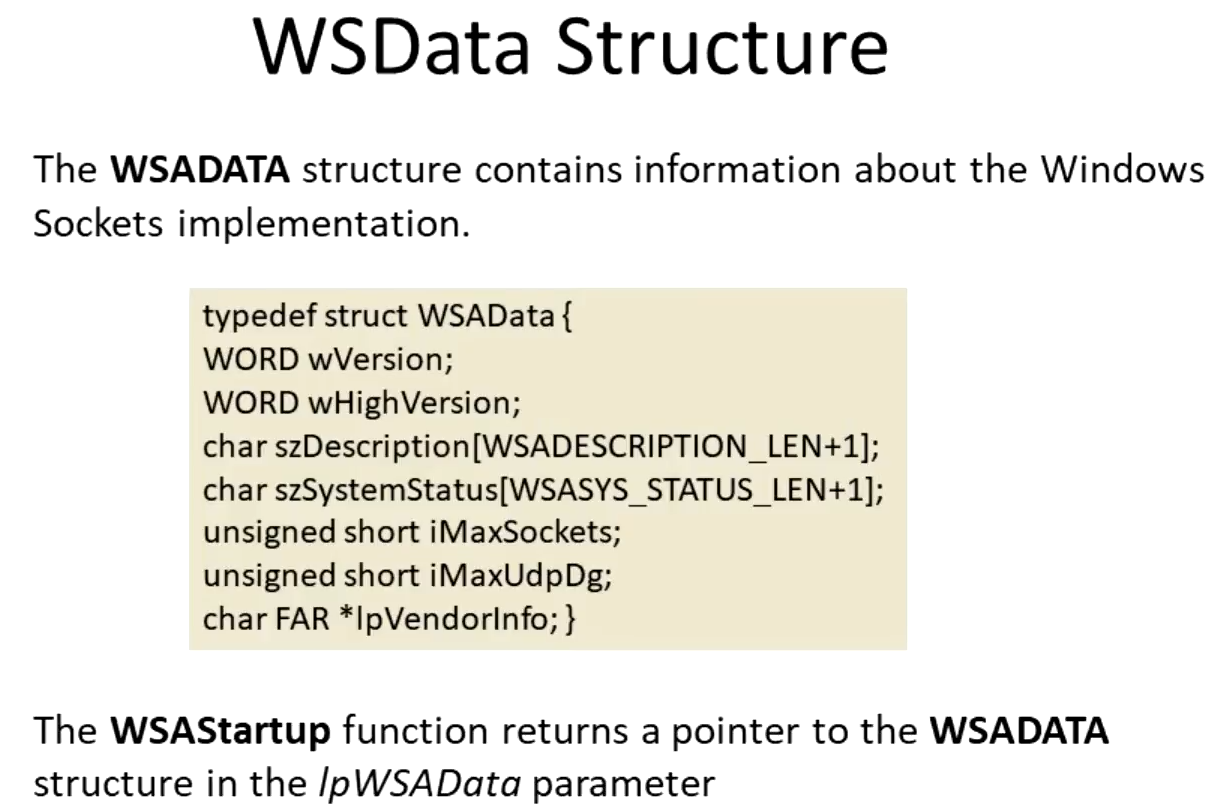 WSData Structure
The WSADATA structure contains information about the Windows
Sockets implementation.
typedef struct WSAData {
WORD wVersion;
WORD wHighVersion;
char szDescription[WSADESCRIPTION_LEN+1];
char szSystemStatus[WSASYS_STATUS_LEN+1];
unsigned short iMaxSockets;
unsigned short iMaxUdpDg;
char FAR *lpVendorInfo; }
The WSAStartup function returns a pointer to the WSADATA
structure in the lpWSAData parameter